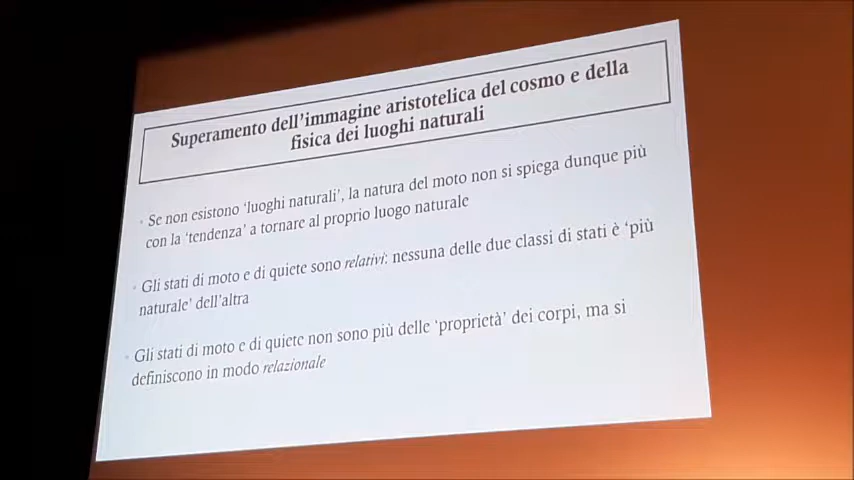 Superamento dell'immagine aristotelica del cosmo e della
fisica dei luoghi naturali
• Se non esistono 'luoghi naturali', la natura del moto non si spiega dunque più
con la 'tendenza' a tornare al proprio luogo naturale
• Gli stati di moto e di quiete sono relativi: nessuna delle due classi di stati è 'più
naturale' dell'altra
• Gli stati di moto e di quiete non sono più delle 'proprietà' dei corpi, ma si
definiscono in modo relazionale